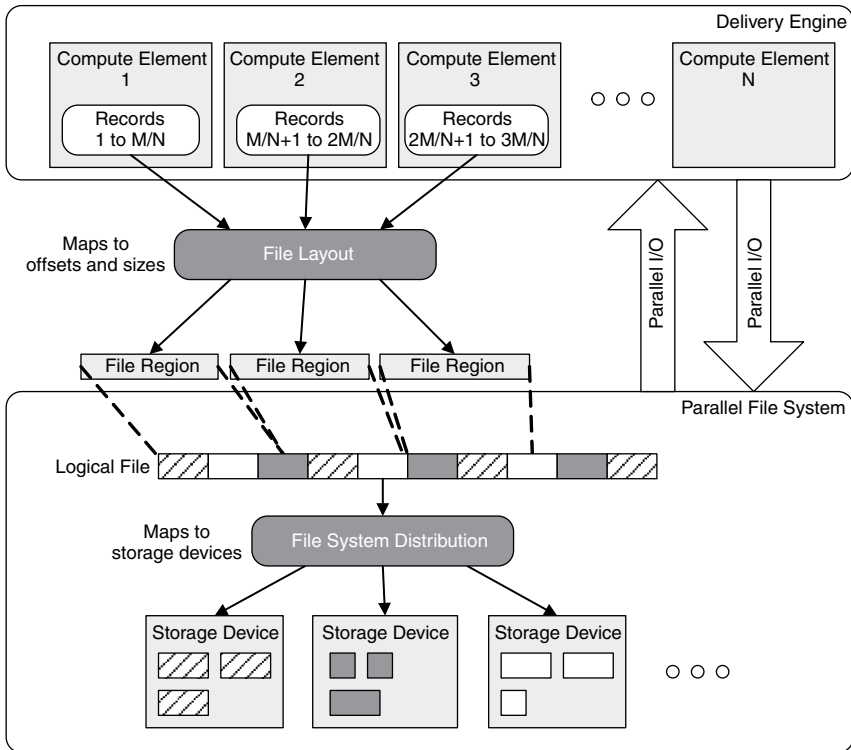 Delivery Engine
Compute Element
1
Compute Element
2
Compute Element
3
Compute Element
N
Records
1 to M/N
Records
M/N+1 to 2M/N
Records
2M/N+1 to 3M/N
Maps to
offsets and sizes
File Layout
Parallel I/O
Parallel I/O
File Region
File Region
File Region
Parallel File System
Logical File
Maps to
storage devices
File System Distribution
Storage Device
Storage Device
Storage Device